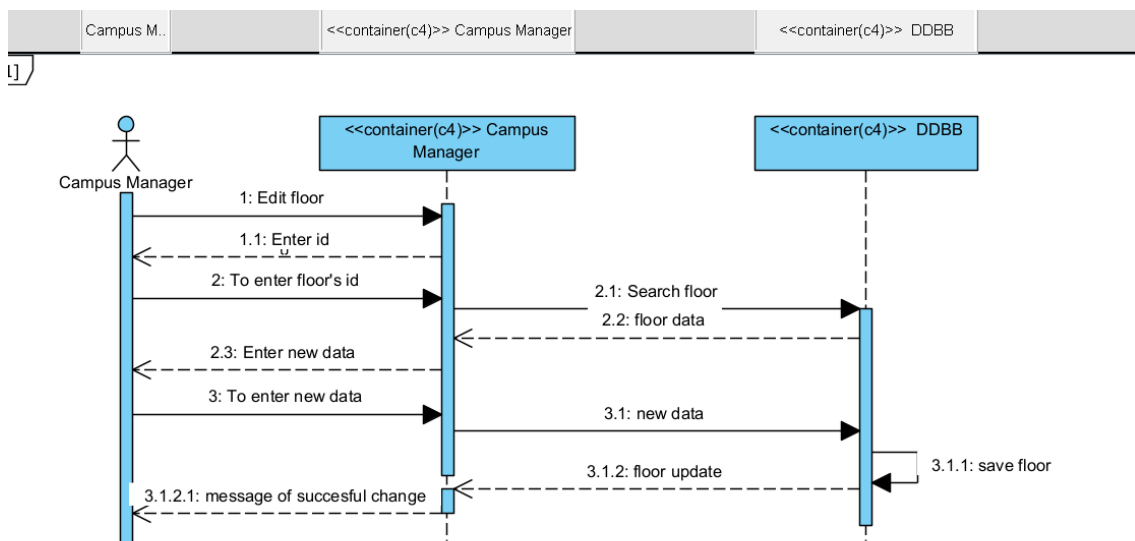 Campus M..
<<container(c4)>> Campus Manager
<<container(c4)>> DDBB
1]
Campus Manager
<<container(c4)>> Campus
Manager
<<container(c4)>> DDBB
1: Edit floor
1.1: Enter id
2: To enter floor's id
2.1: Search floor
2.2: floor data
2.3: Enter new data
3: To enter new data
3.1: new data
3.1.1: save floor
3.1.2: floor update
3.1.2.1: message of succesful change